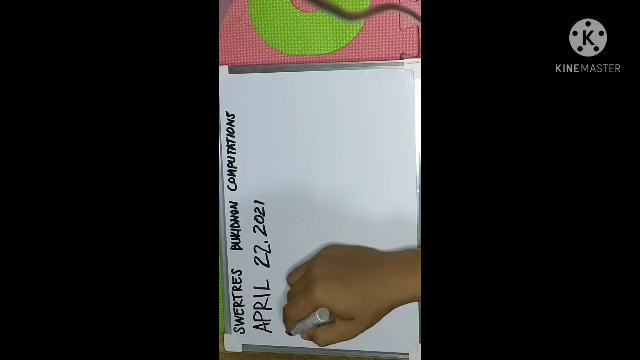 SWERTRES BUKIDNON COMPUTATIONS
APRIL 22, 2021
K
KINEMASTER